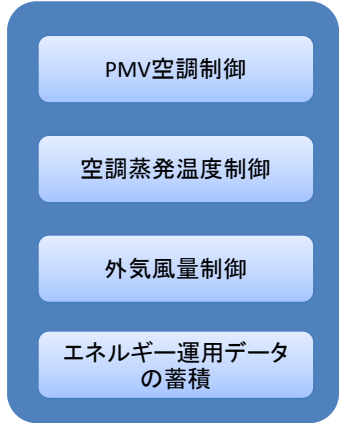 PMV空調制御
空調蒸発温度制御
外気風量制御
エネルギー運用データ
の蓄積